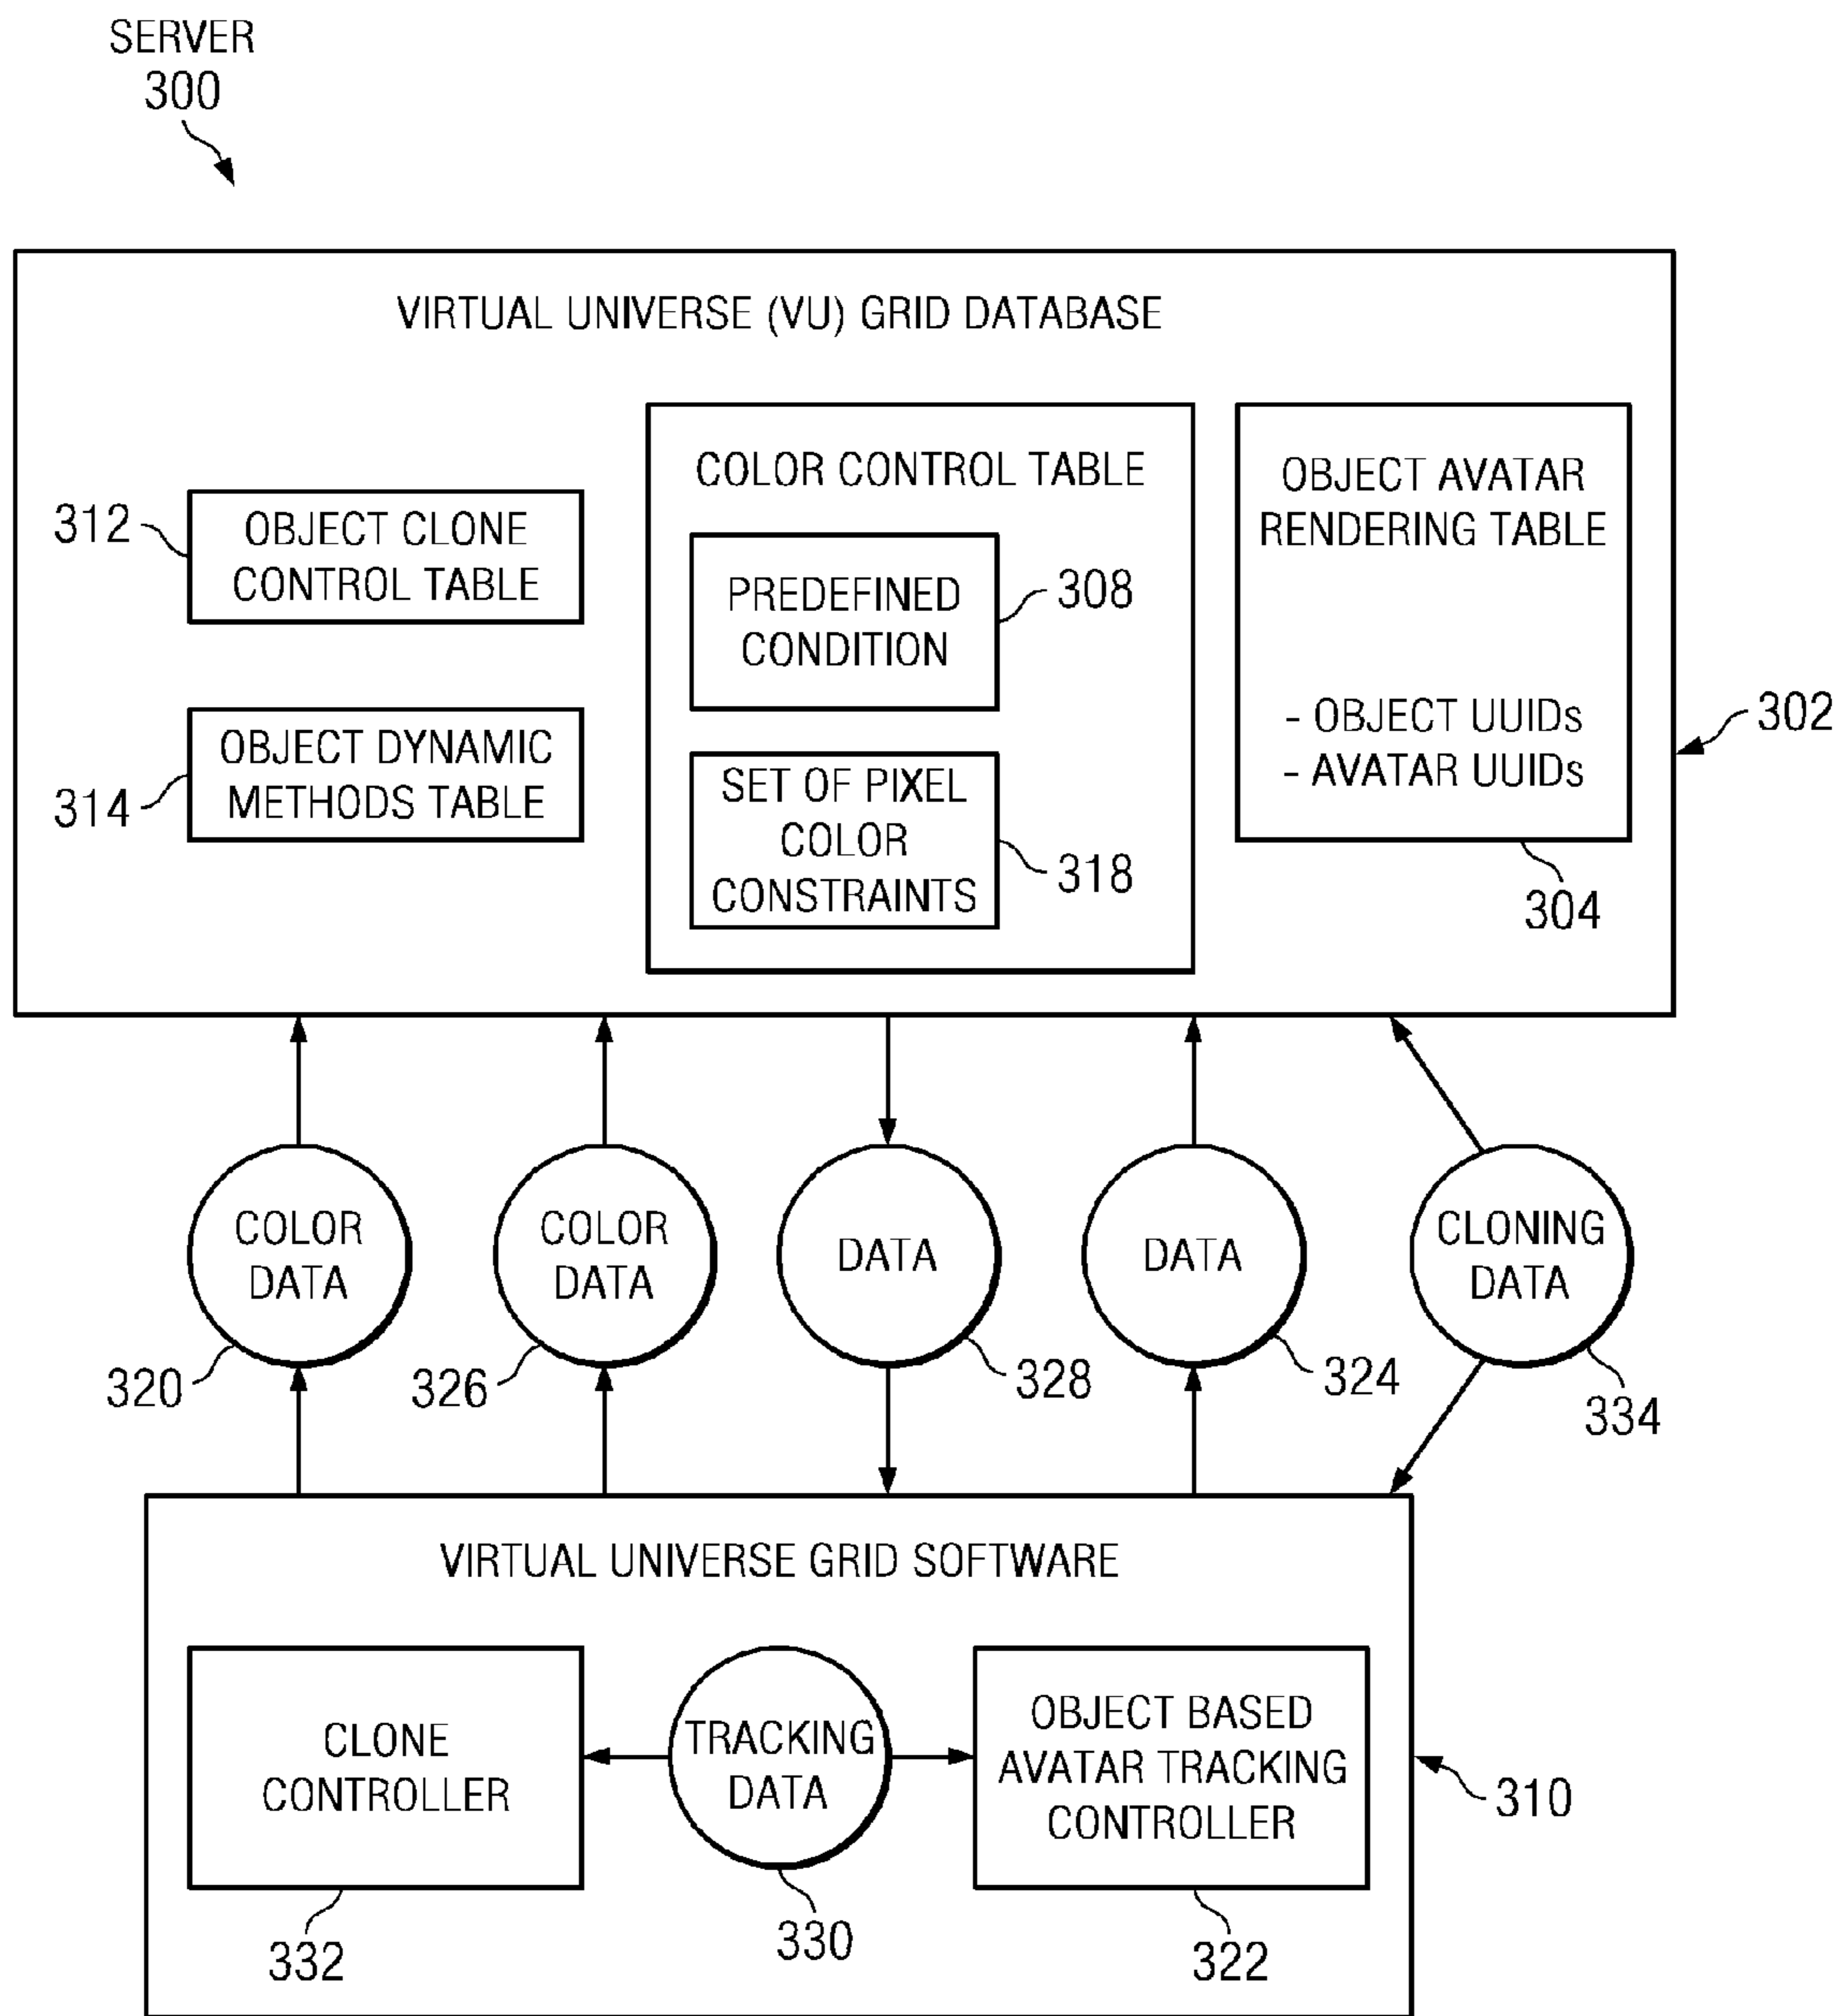 SERVER
300
VIRTUAL UNIVERSE (VU) GRID DATABASE
312
OBJECT CLONE
CONTROL TABLE
314
OBJECT DYNAMIC
METHODS TABLE
COLOR CONTROL TABLE
PREDEFINED
CONDITION
308
SET OF PIXEL
COLOR
CONSTRAINTS
318
OBJECT AVATAR
RENDERING TABLE
- OBJECT UUIDs
- AVATAR UUIDs
304
302
COLOR
DATA
320
COLOR
DATA
326
DATA
328
DATA
324
CLONING
DATA
334
VIRTUAL UNIVERSE GRID SOFTWARE
CLONE
CONTROLLER
332
TRACKING
DATA
330
OBJECT BASED
AVATAR TRACKING
CONTROLLER
322
310